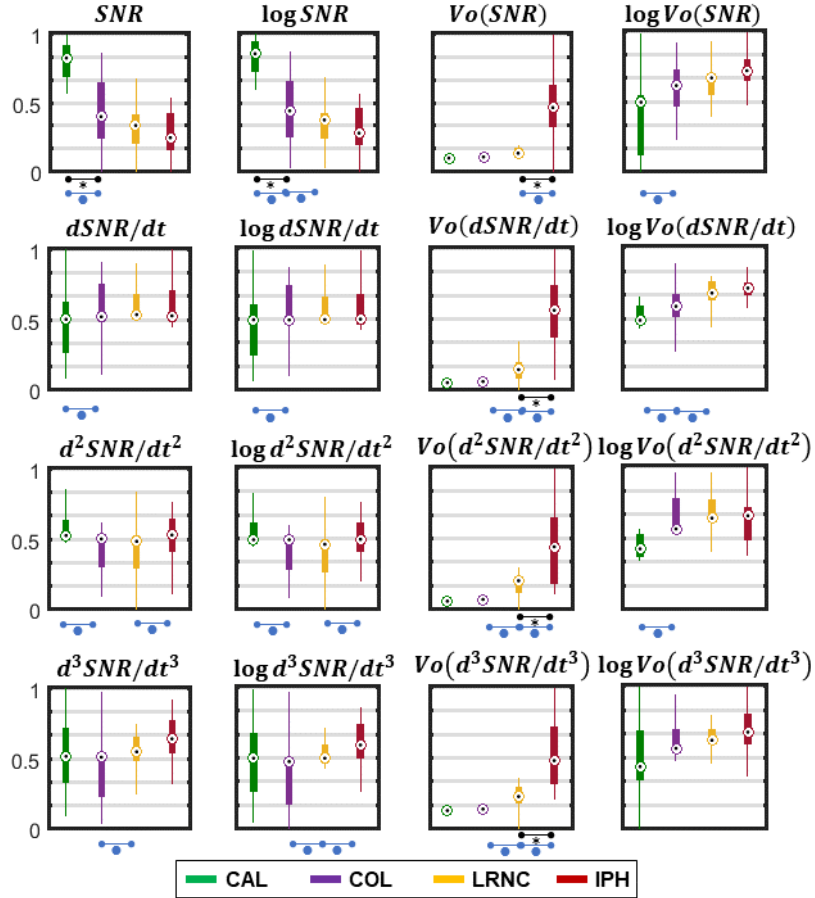 SNR log SNR Vo(SNR) log Vo(SNR)
1
0.5
0
* * *
dSNR/dt log dSNR/dt Vo(dSNR/dt) log Vo(dSNR/dt)
1
0.5
0
*
d²SNR/dt² log d²SNR/dt² Vo(d²SNR/dt²) log Vo(d²SNR/dt²)
1
0.5
0
*
d³SNR/dt³ log d³SNR/dt³ Vo(d³SNR/dt³) log Vo(d³SNR/dt³)
1
0.5
0
*
CAL COL LRNC IPH